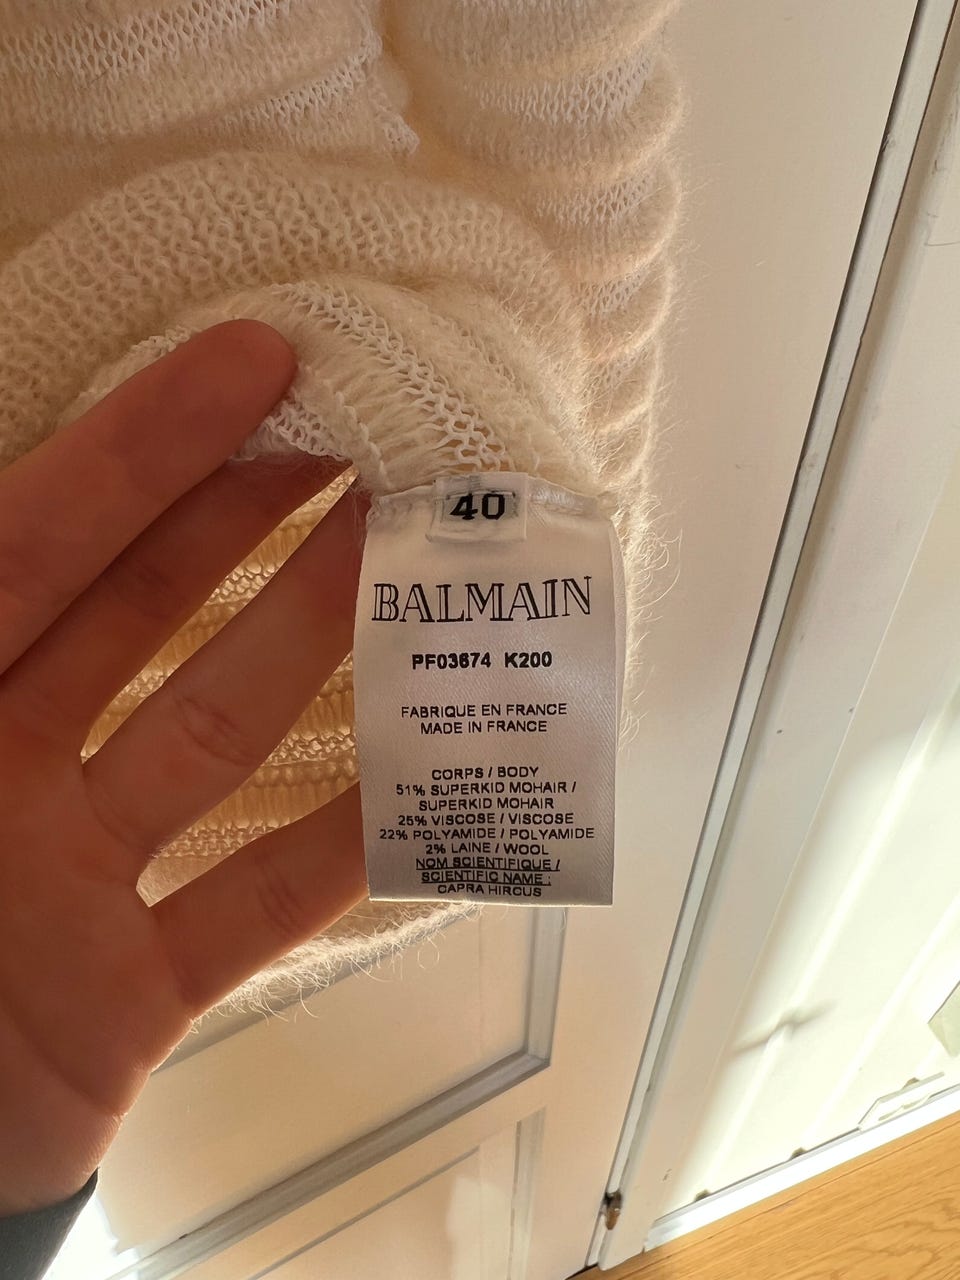 40
BALMAIN
PF03674 K200
FABRIQUE EN FRANCE
MADE IN FRANCE
CORPS / BODY
51% SUPERKID MOHAIR /
SUPERKID MOHAIR
25% VISCOSE / VISCOSE
22% POLYAMIDE / POLYAMIDE
2% LAINE / WOOL
NOM SCIENTIFIQUE /
SCIENTIFIC NAME :
CAPRA HIRCUS